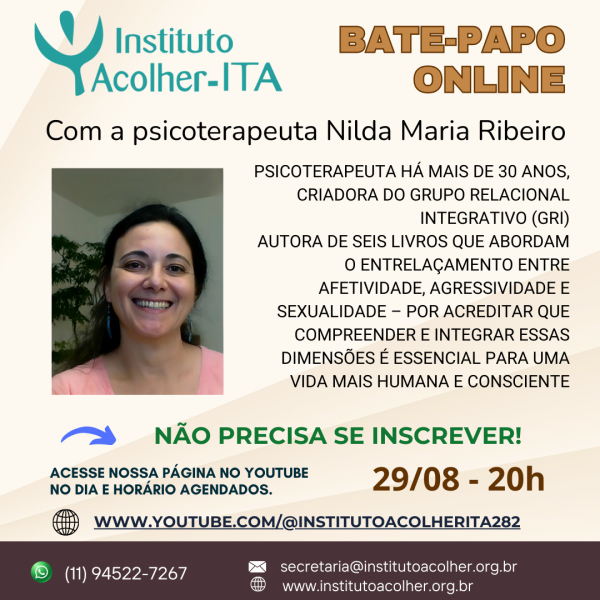 Instituto
Acolher-ITA
BATE-PAPO
ONLINE
Com a psicoterapeuta Nilda Maria Ribeiro
PSICOTERAPEUTA HÁ MAIS DE 30 ANOS,
CRIADORA DO GRUPO RELACIONAL
INTEGRATIVO (GRI)
AUTORA DE SEIS LIVROS QUE ABORDAM
O ENTRELAÇAMENTO ENTRE
AFETIVIDADE, AGRESSIVIDADE E
SEXUALIDADE – POR ACREDITAR QUE
COMPREENDER E INTEGRAR ESSAS
DIMENSÕES É ESSENCIAL PARA UMA
VIDA MAIS HUMANA E CONSCIENTE
NÃO PRECISA SE INSCREVER!
ACESSE NOSSA PÁGINA NO YOUTUBE
NO DIA E HORÁRIO AGENDADOS.
29/08 - 20h
WWW.YOUTUBE.COM/@INSTITUTOACOLHERITA282
(11) 94522-7267
secretaria@institutoacolher.org.br
www.institutoacolher.org.br